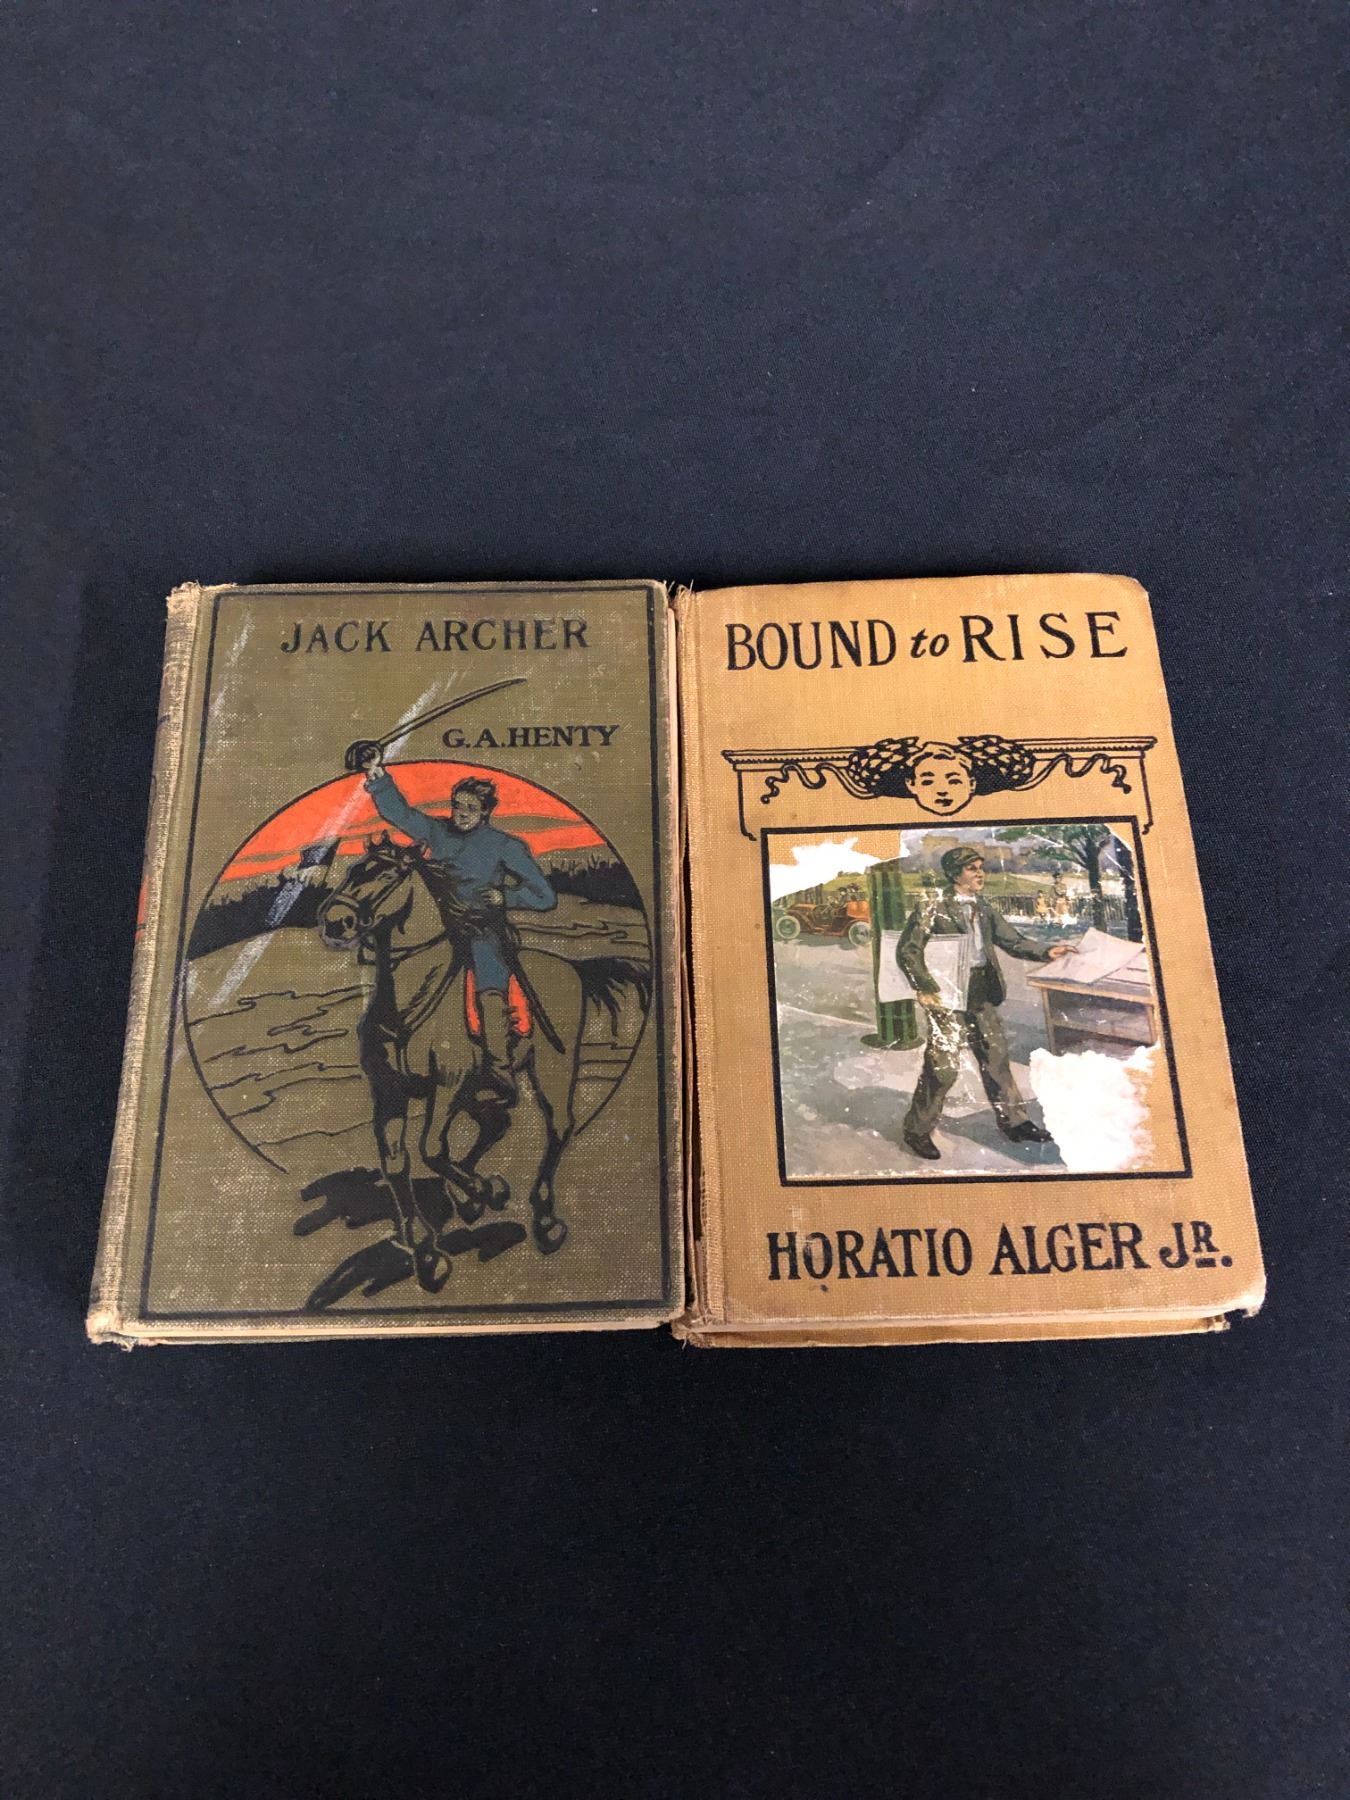 JACK ARCHER
G.A.HENTY
BOUND to RISE
HORATIO ALGER JR.